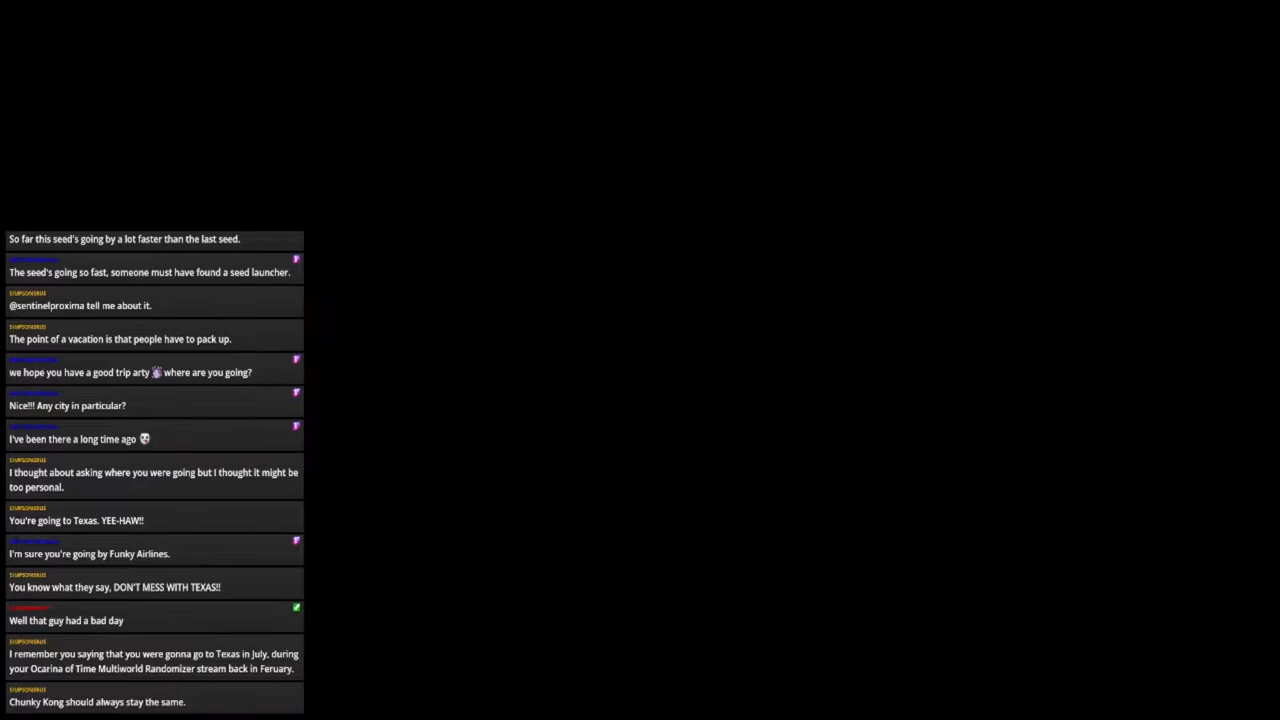 So far this seed's going by a lot faster than the last seed.
The seed's going so fast, someone must have found a seed launcher.
SIMPSONSRUS
@sentinelproxima tell me about it.
SIMPSONSRUS
The point of a vacation is that people have to pack up.
we hope you have a good trip arty where are you going?
Nice!!! Any city in particular?
I've been there a long time ago
SIMPSONSRUS
I thought about asking where you were going but I thought it might be
too personal.
SIMPSONSRUS
You're going to Texas. YEE-HAW!!
I'm sure you're going by Funky Airlines.
SIMPSONSRUS
You know what they say, DON'T MESS WITH TEXAS!!
Well that guy had a bad day
SIMPSONSRUS
I remember you saying that you were gonna go to Texas in July, during
your Ocarina of Time Multiworld Randomizer stream back in Feruary.
SIMPSONSRUS
Chunky Kong should always stay the same.